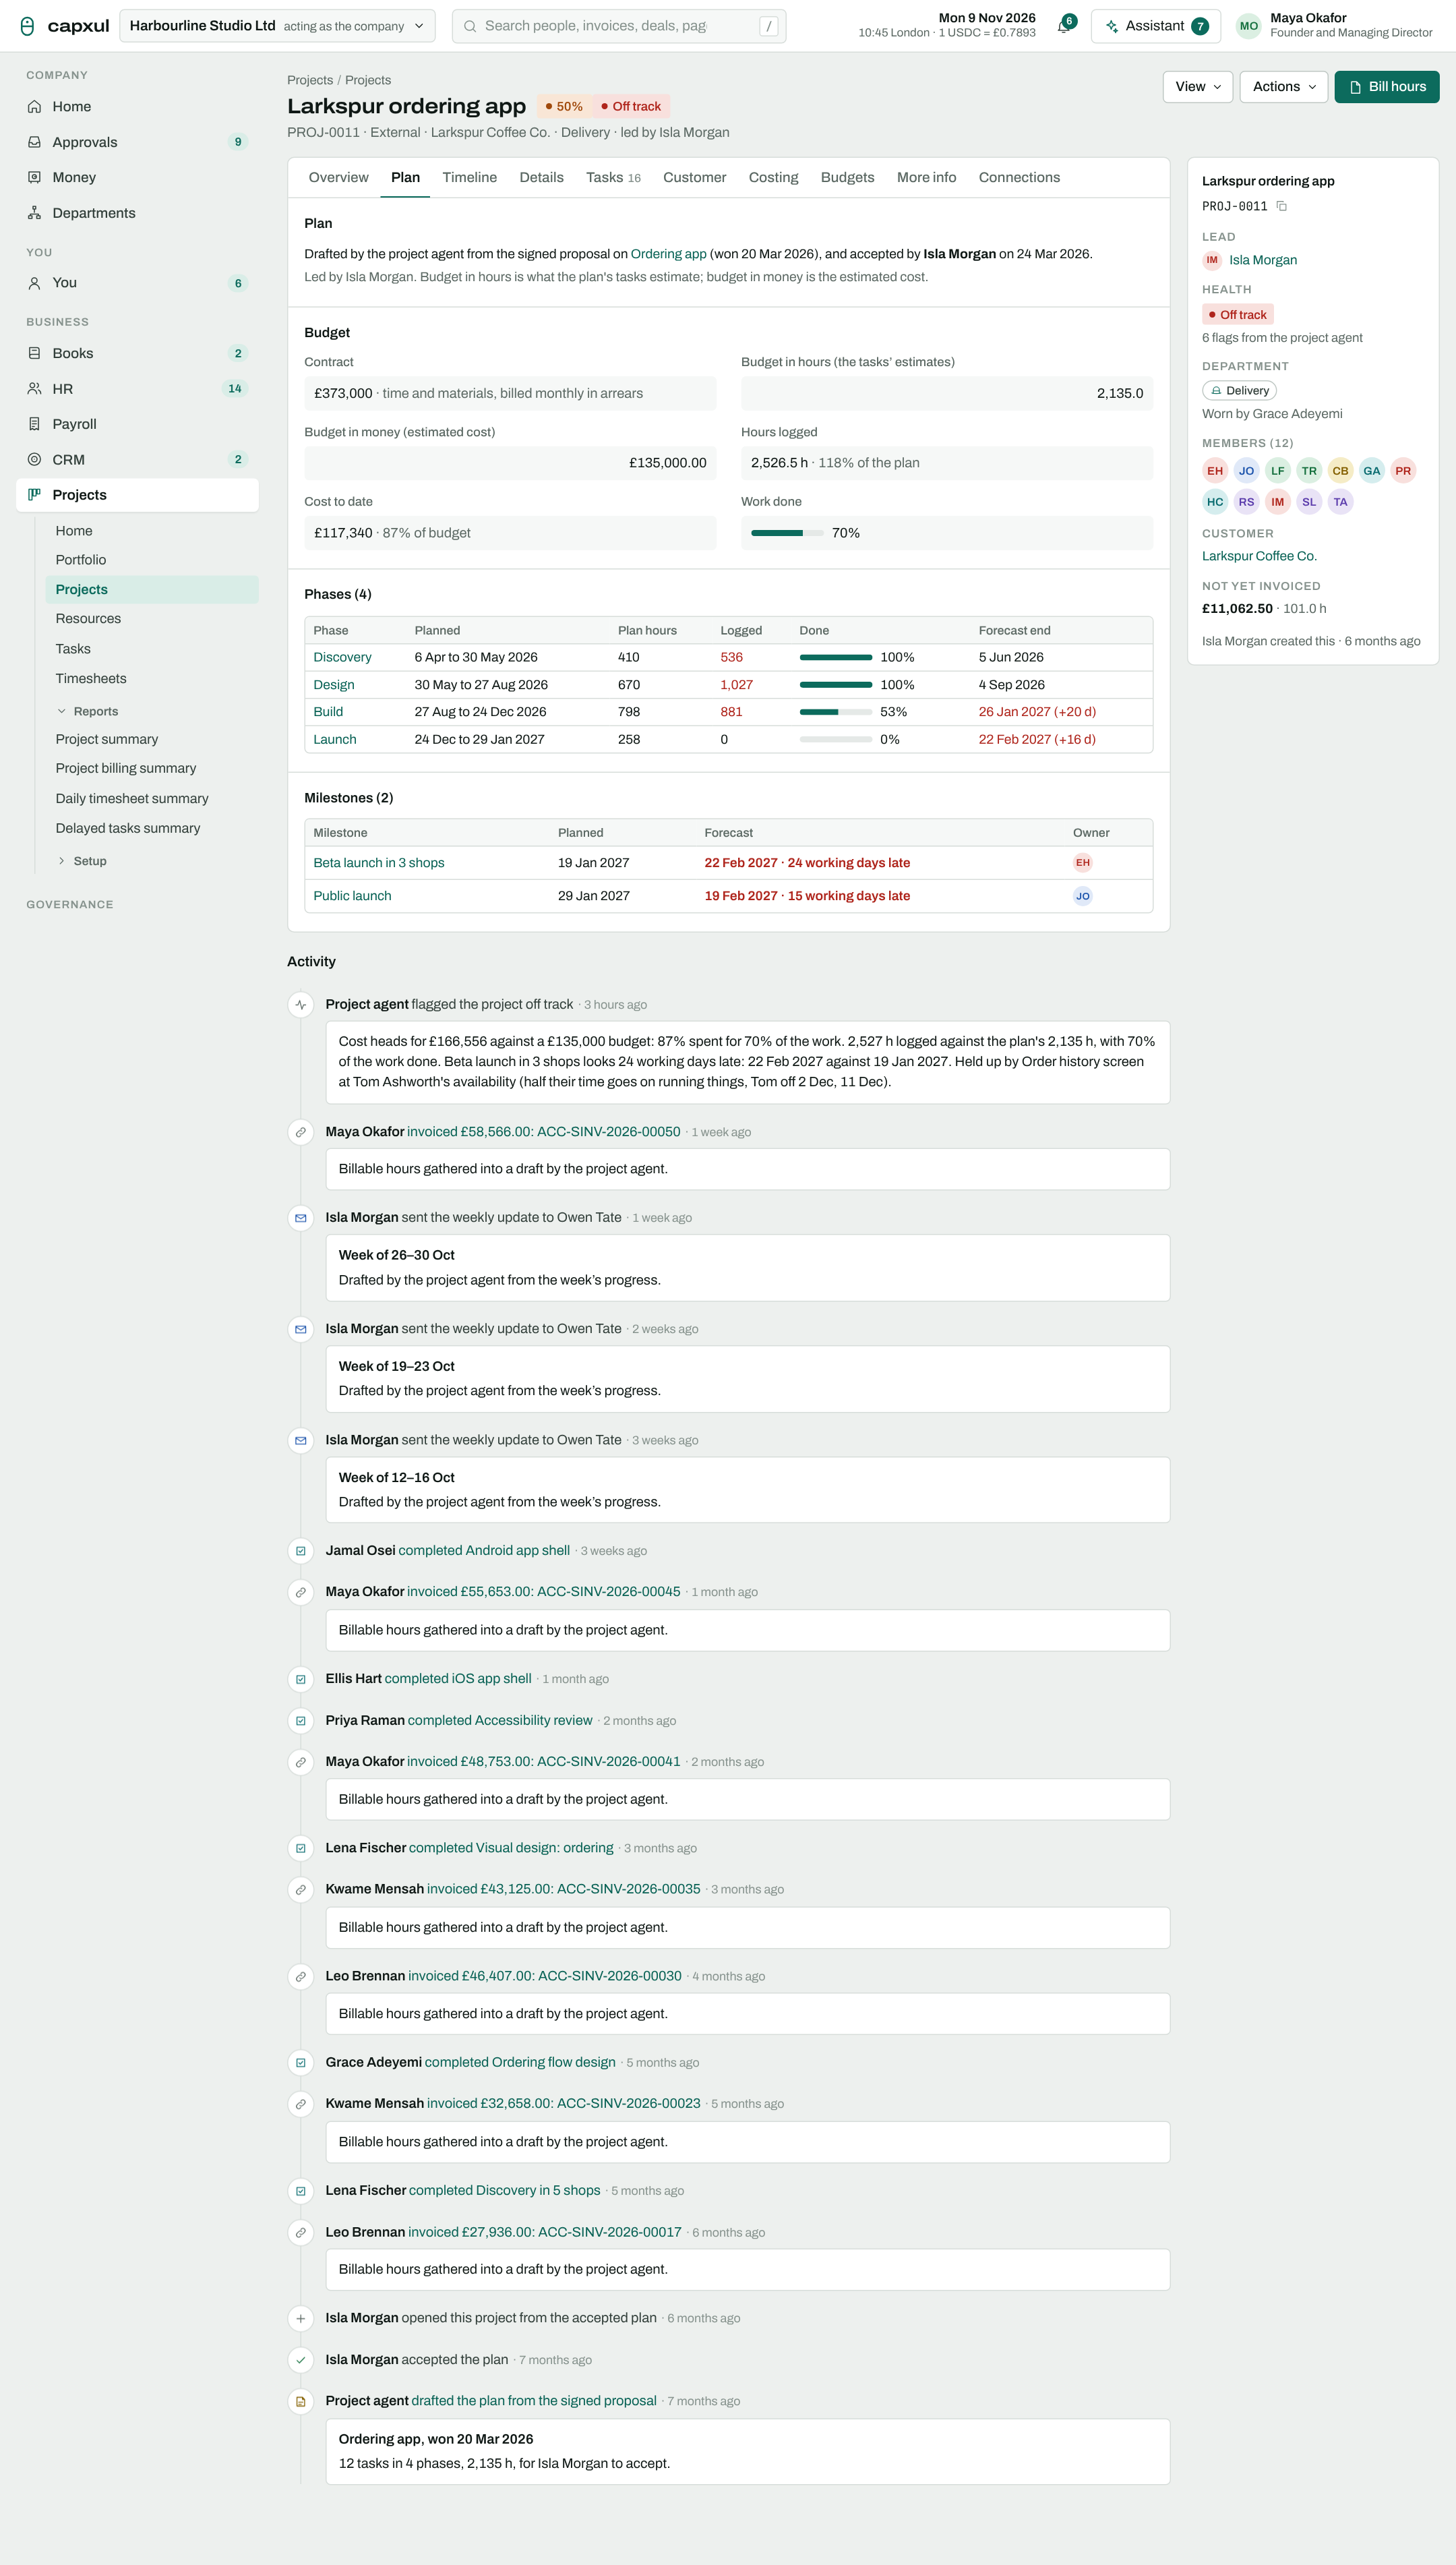 capxul
Harbourline Studio Ltd acting as the company
Search people, invoices, deals, pag
/
Mon 9 Nov 2026
10:45 London · 1 USDC = £0.7893
6
Assistant 7
MO
Maya Okafor
Founder and Managing Director
COMPANY
Home
Approvals 9
Money
Departments
YOU
You 6
BUSINESS
Books 2
HR 14
Payroll
CRM 2
Projects
Home
Portfolio
Projects
Resources
Tasks
Timesheets
Reports
Project summary
Project billing summary
Daily timesheet summary
Delayed tasks summary
Setup
GOVERNANCE
Projects / Projects
Larkspur ordering app 50% Off track
PROJ-0011 · External · Larkspur Coffee Co. · Delivery · led by Isla Morgan
View
Actions
Bill hours
Overview Plan Timeline Details Tasks 16 Customer Costing Budgets More info Connections
Plan
Drafted by the project agent from the signed proposal on Ordering app (won 20 Mar 2026), and accepted by Isla Morgan on 24 Mar 2026.
Led by Isla Morgan. Budget in hours is what the plan's tasks estimate; budget in money is the estimated cost.
Budget
Contract
£373,000 · time and materials, billed monthly in arrears
Budget in hours (the tasks’ estimates)
2,135.0
Budget in money (estimated cost)
£135,000.00
Hours logged
2,526.5 h · 118% of the plan
Cost to date
£117,340 · 87% of budget
Work done
70%
Phases (4)
Phase Planned Plan hours Logged Done Forecast end
Discovery 6 Apr to 30 May 2026 410 536 100% 5 Jun 2026
Design 30 May to 27 Aug 2026 670 1,027 100% 4 Sep 2026
Build 27 Aug to 24 Dec 2026 798 881 53% 26 Jan 2027 (+20 d)
Launch 24 Dec to 29 Jan 2027 258 0 0% 22 Feb 2027 (+16 d)
Milestones (2)
Milestone Planned Forecast Owner
Beta launch in 3 shops 19 Jan 2027 22 Feb 2027 · 24 working days late EH
Public launch 29 Jan 2027 19 Feb 2027 · 15 working days late JO
Larkspur ordering app
PROJ-0011
LEAD
IM Isla Morgan
HEALTH
Off track
6 flags from the project agent
DEPARTMENT
Delivery
Worn by Grace Adeyemi
MEMBERS (12)
EH JO LF TR CB GA PR
HC RS IM SL TA
CUSTOMER
Larkspur Coffee Co.
NOT YET INVOICED
£11,062.50 · 101.0 h
Isla Morgan created this · 6 months ago
Activity
Project agent flagged the project off track · 3 hours ago
Cost heads for £166,556 against a £135,000 budget: 87% spent for 70% of the work. 2,527 h logged against the plan's 2,135 h, with 70%
of the work done. Beta launch in 3 shops looks 24 working days late: 22 Feb 2027 against 19 Jan 2027. Held up by Order history screen
at Tom Ashworth's availability (half their time goes on running things, Tom off 2 Dec, 11 Dec).
Maya Okafor invoiced £58,566.00: ACC-SINV-2026-00050 · 1 week ago
Billable hours gathered into a draft by the project agent.
Isla Morgan sent the weekly update to Owen Tate · 1 week ago
Week of 26–30 Oct
Drafted by the project agent from the week’s progress.
Isla Morgan sent the weekly update to Owen Tate · 2 weeks ago
Week of 19–23 Oct
Drafted by the project agent from the week’s progress.
Isla Morgan sent the weekly update to Owen Tate · 3 weeks ago
Week of 12–16 Oct
Drafted by the project agent from the week’s progress.
Jamal Osei completed Android app shell · 3 weeks ago
Maya Okafor invoiced £55,653.00: ACC-SINV-2026-00045 · 1 month ago
Billable hours gathered into a draft by the project agent.
Ellis Hart completed iOS app shell · 1 month ago
Priya Raman completed Accessibility review · 2 months ago
Maya Okafor invoiced £48,753.00: ACC-SINV-2026-00041 · 2 months ago
Billable hours gathered into a draft by the project agent.
Lena Fischer completed Visual design: ordering · 3 months ago
Kwame Mensah invoiced £43,125.00: ACC-SINV-2026-00035 · 3 months ago
Billable hours gathered into a draft by the project agent.
Leo Brennan invoiced £46,407.00: ACC-SINV-2026-00030 · 4 months ago
Billable hours gathered into a draft by the project agent.
Grace Adeyemi completed Ordering flow design · 5 months ago
Kwame Mensah invoiced £32,658.00: ACC-SINV-2026-00023 · 5 months ago
Billable hours gathered into a draft by the project agent.
Lena Fischer completed Discovery in 5 shops · 5 months ago
Leo Brennan invoiced £27,936.00: ACC-SINV-2026-00017 · 6 months ago
Billable hours gathered into a draft by the project agent.
Isla Morgan opened this project from the accepted plan · 6 months ago
Isla Morgan accepted the plan · 7 months ago
Project agent drafted the plan from the signed proposal · 7 months ago
Ordering app, won 20 Mar 2026
12 tasks in 4 phases, 2,135 h, for Isla Morgan to accept.